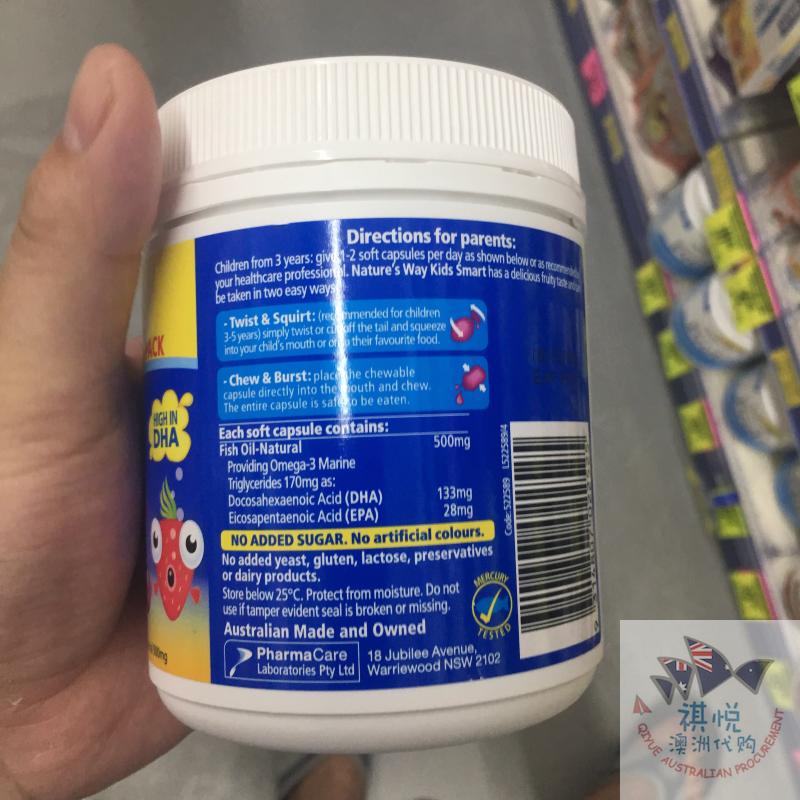 Directions for parents:
Children from 3 years: give 1-2 soft capsules per day as shown below or as recommended
your healthcare professional. Nature's Way Kids Smart has a delicious fruity taste and
be taken in two easy ways
- Twist & Squirt: (recommended for children
3-5 years) simply twist or cut off the tail and squeeze
into your child's mouth or onto their favourite food.
- Chew & Burst: place the chewable
capsule directly into the mouth and chew.
The entire capsule is safe to be eaten.
PACK
HIGH IN
DHA
Each soft capsule contains:
Fish Oil-Natural 500mg
Providing Omega-3 Marine
Triglycerides 170mg as:
Docosahexaenoic Acid (DHA) 133mg
Eicosapentaenoic Acid (EPA) 28mg
NO ADDED SUGAR. No artificial colours.
No added yeast, gluten, lactose, preservatives
or dairy products.
Store below 25°C. Protect from moisture. Do not
use if tamper evident seal is broken or missing.
Australian Made and Owned
PharmaCare
Laboratories Pty Ltd
18 Jubilee Avenue,
Warriewood NSW 2102
MERCURY
TESTED
Code: 522589 L522589/4
祺悦
澳洲代购
QIYUE AUSTRALIAN PROCUREMENT